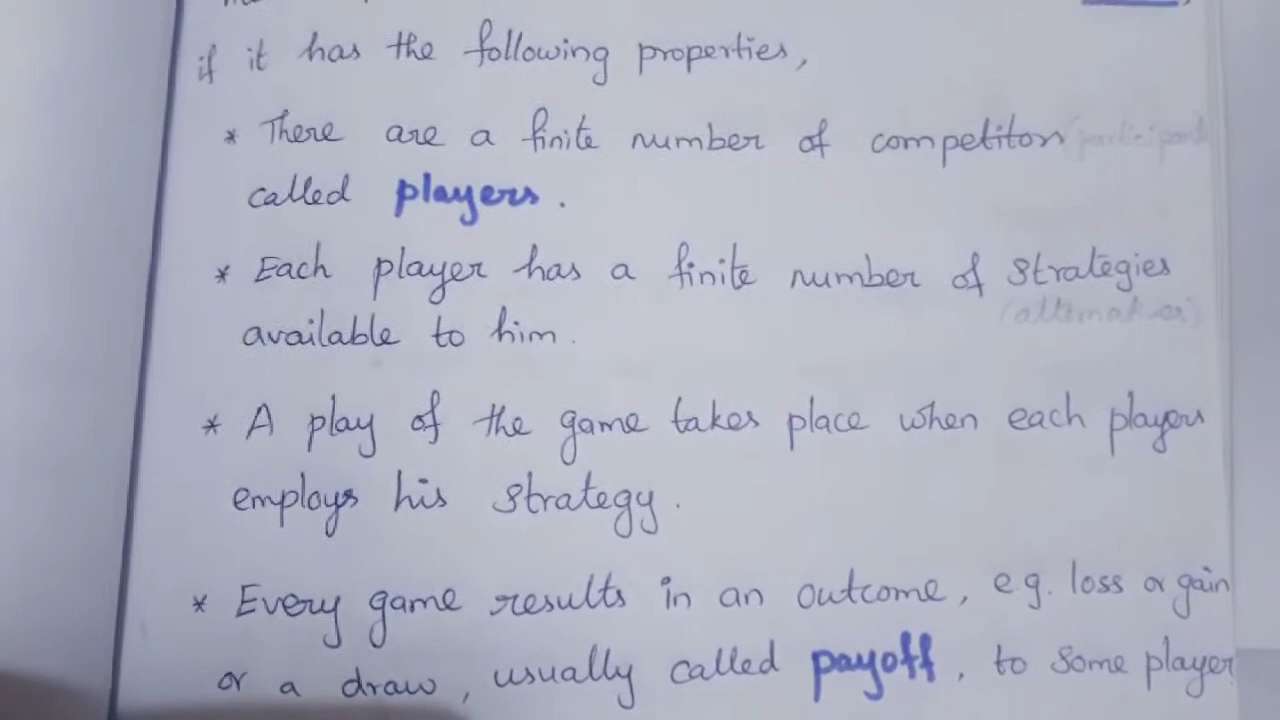 if it has the following properties,
* There are a finite number of competitors (participant
called players.
* Each player has a finite number of strategies
(alternatives)
available to him.
* A play of the game takes place when each players
employs his strategy.
* Every game results in an outcome, e.g. loss or gain
or a draw, usually called payoff, to some player